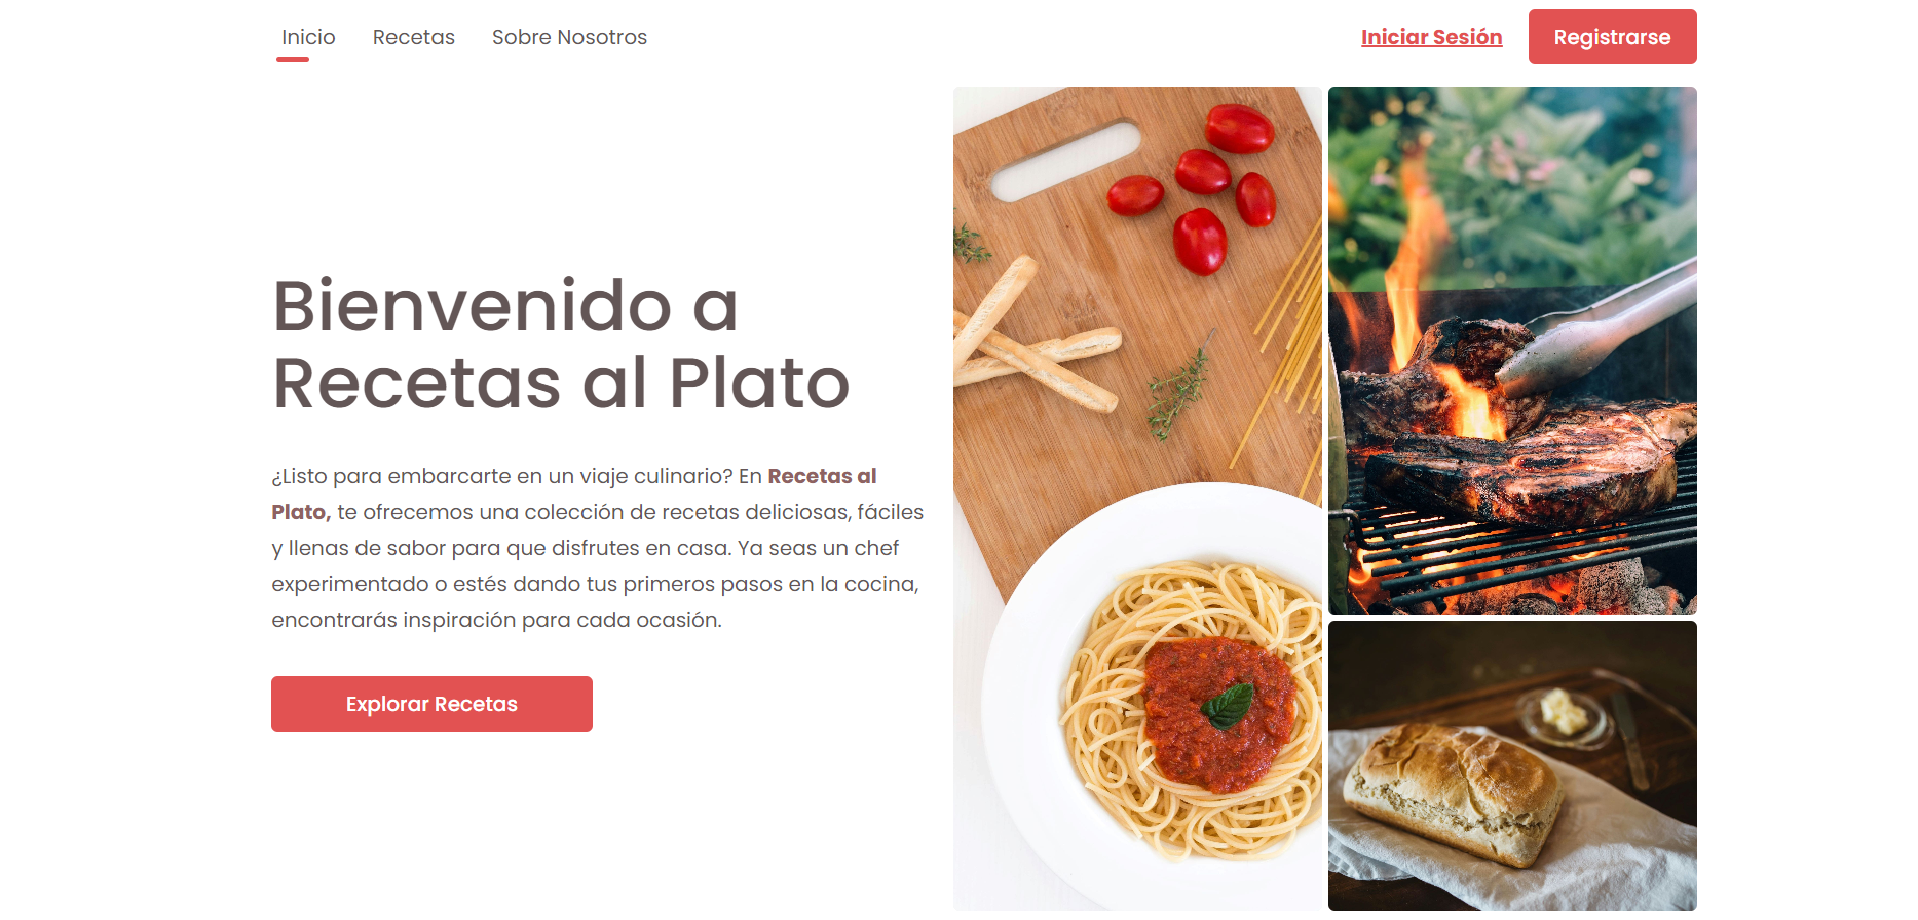 Inicio Recetas Sobre Nosotros Iniciar Sesión Registrarse
Bienvenido a
Recetas al Plato
¿Listo para embarcarte en un viaje culinario? En Recetas al
Plato, te ofrecemos una colección de recetas deliciosas, fáciles
y llenas de sabor para que disfrutes en casa. Ya seas un chef
experimentado o estés dando tus primeros pasos en la cocina,
encontrarás inspiración para cada ocasión.
Explorar Recetas